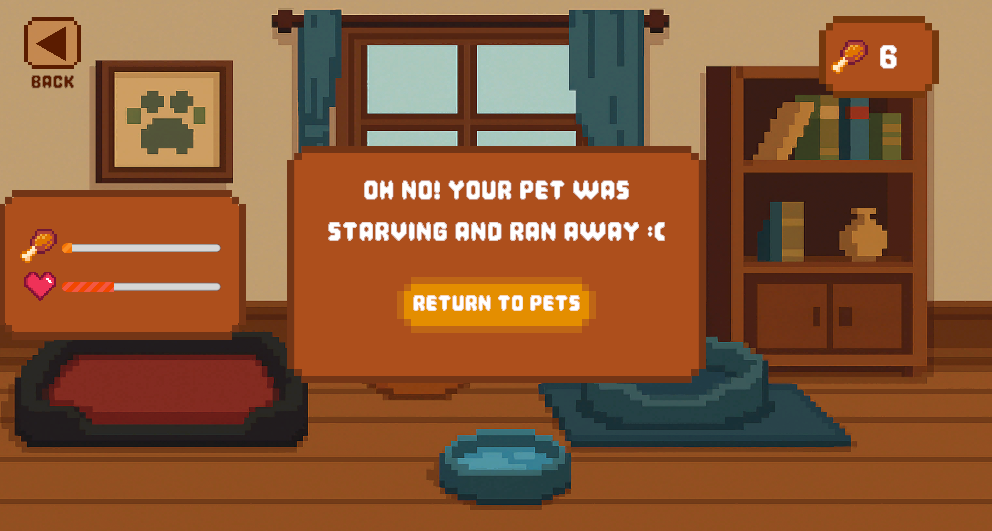 BACK
6
OH NO! YOUR PET WAS
STARVING AND RAN AWAY :C
RETURN TO PETS